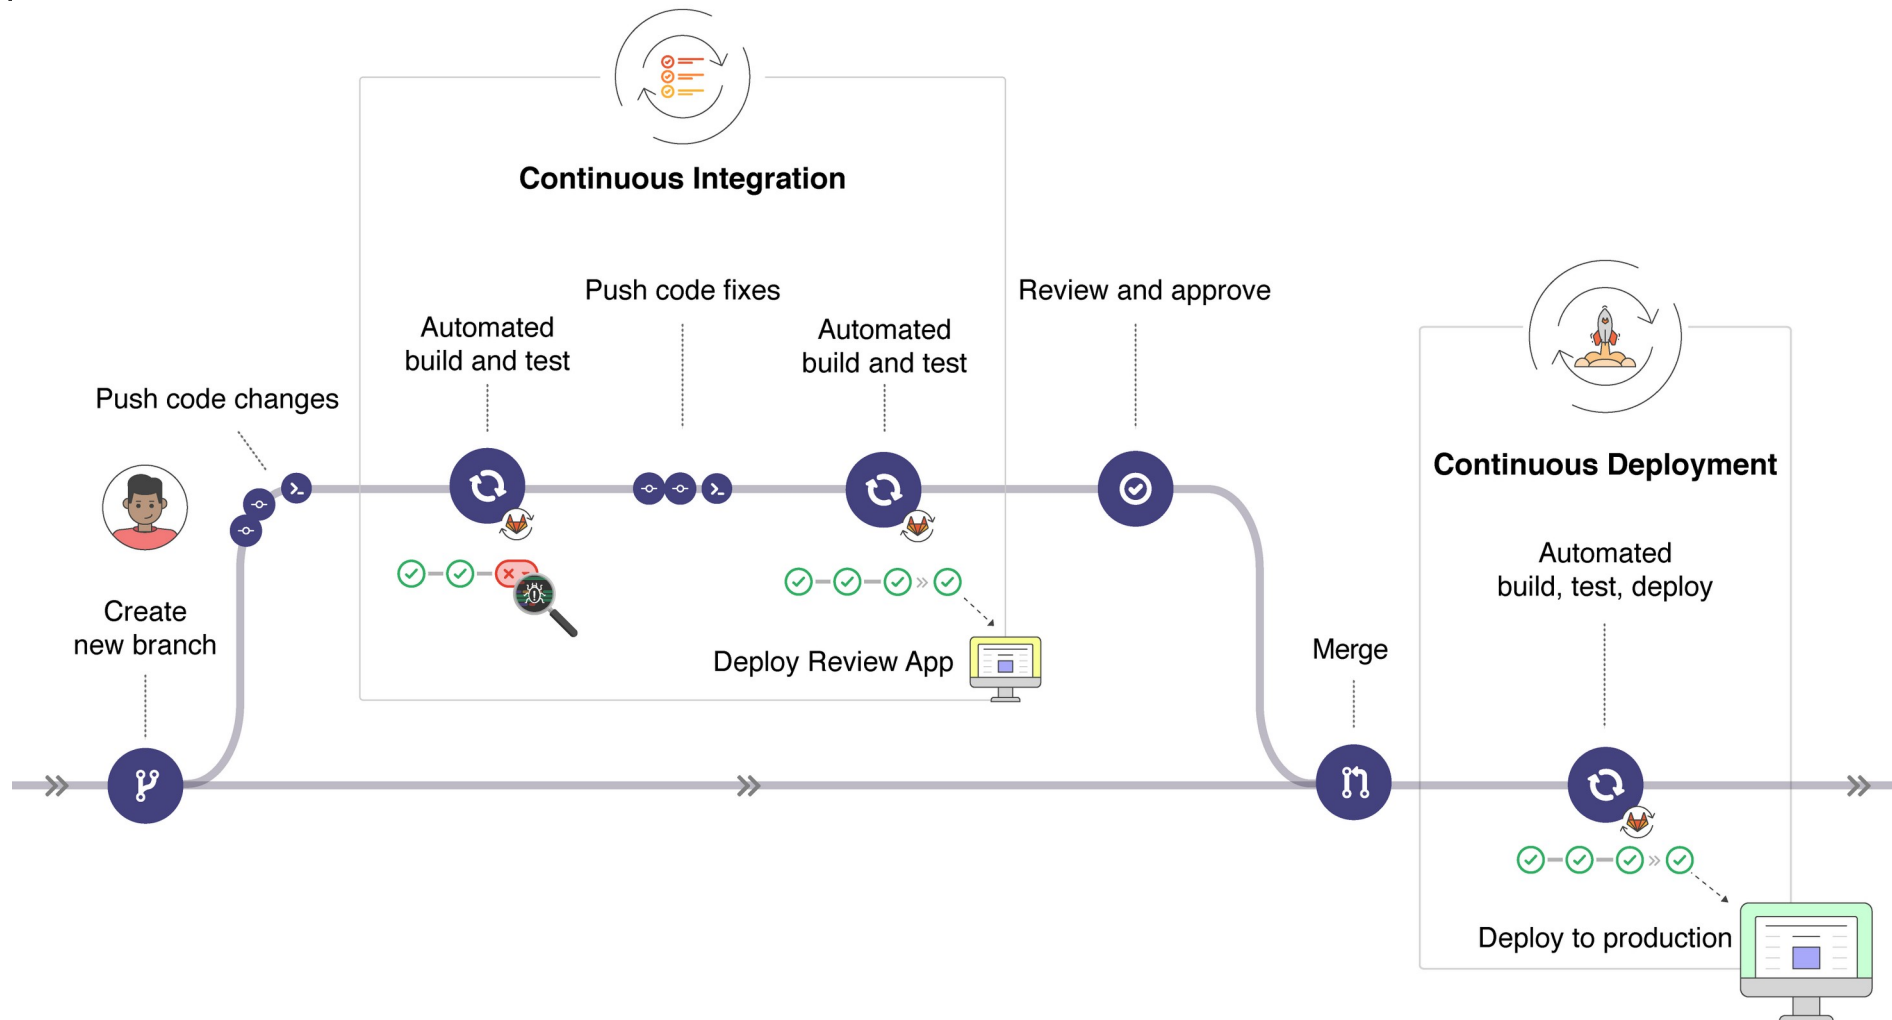 Continuous Integration
Push code fixes
Review and approve
Automated
build and test
Automated
build and test
Push code changes
Continuous Deployment
Automated
build, test, deploy
Create
new branch
Merge
Deploy Review App
Deploy to production